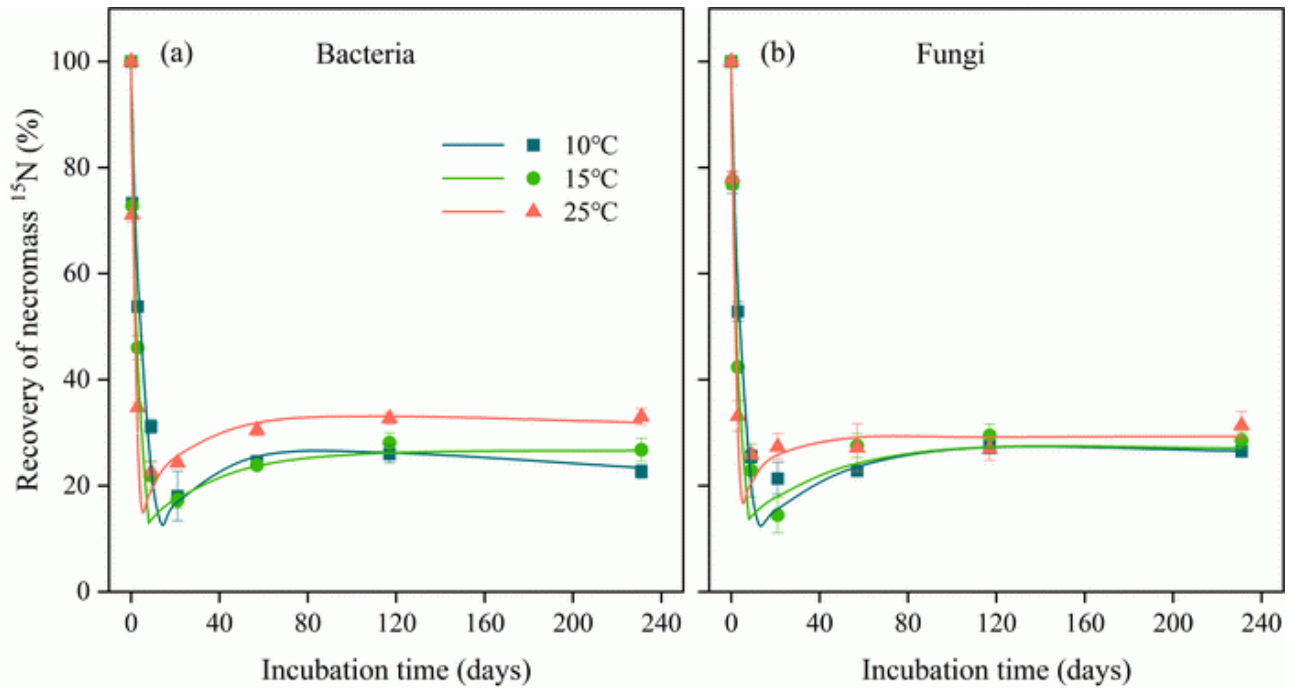 (a) Bacteria
(b) Fungi
Recovery of necromass ¹⁵N (%)
100
80
60
40
20
0
10℃
15℃
25℃
0 40 80 120 160 200 240
0 40 80 120 160 200 240
Incubation time (days)
Incubation time (days)